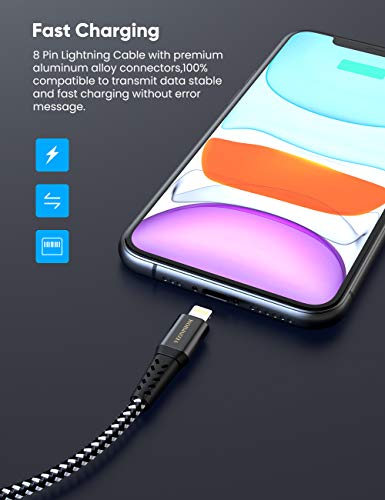 Fast Charging
8 Pin Lightning Cable with premium
aluminum alloy connectors,100%
compatible to transmit data stable
and fast charging without error
message.